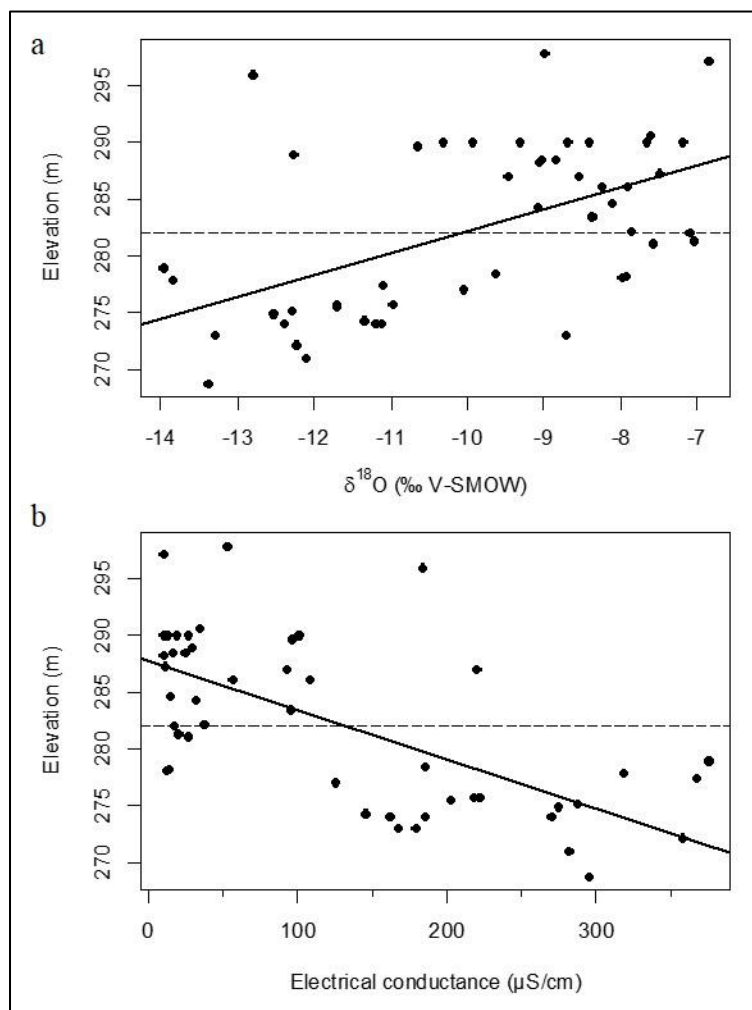 a
295
290
285
280
275
270
Elevation (m)
-14 -13 -12 -11 -10 -9 -8 -7
δ¹⁸O (‰ V-SMOW)
b
295
290
285
280
275
270
Elevation (m)
0 100 200 300
Electrical conductance (µS/cm)